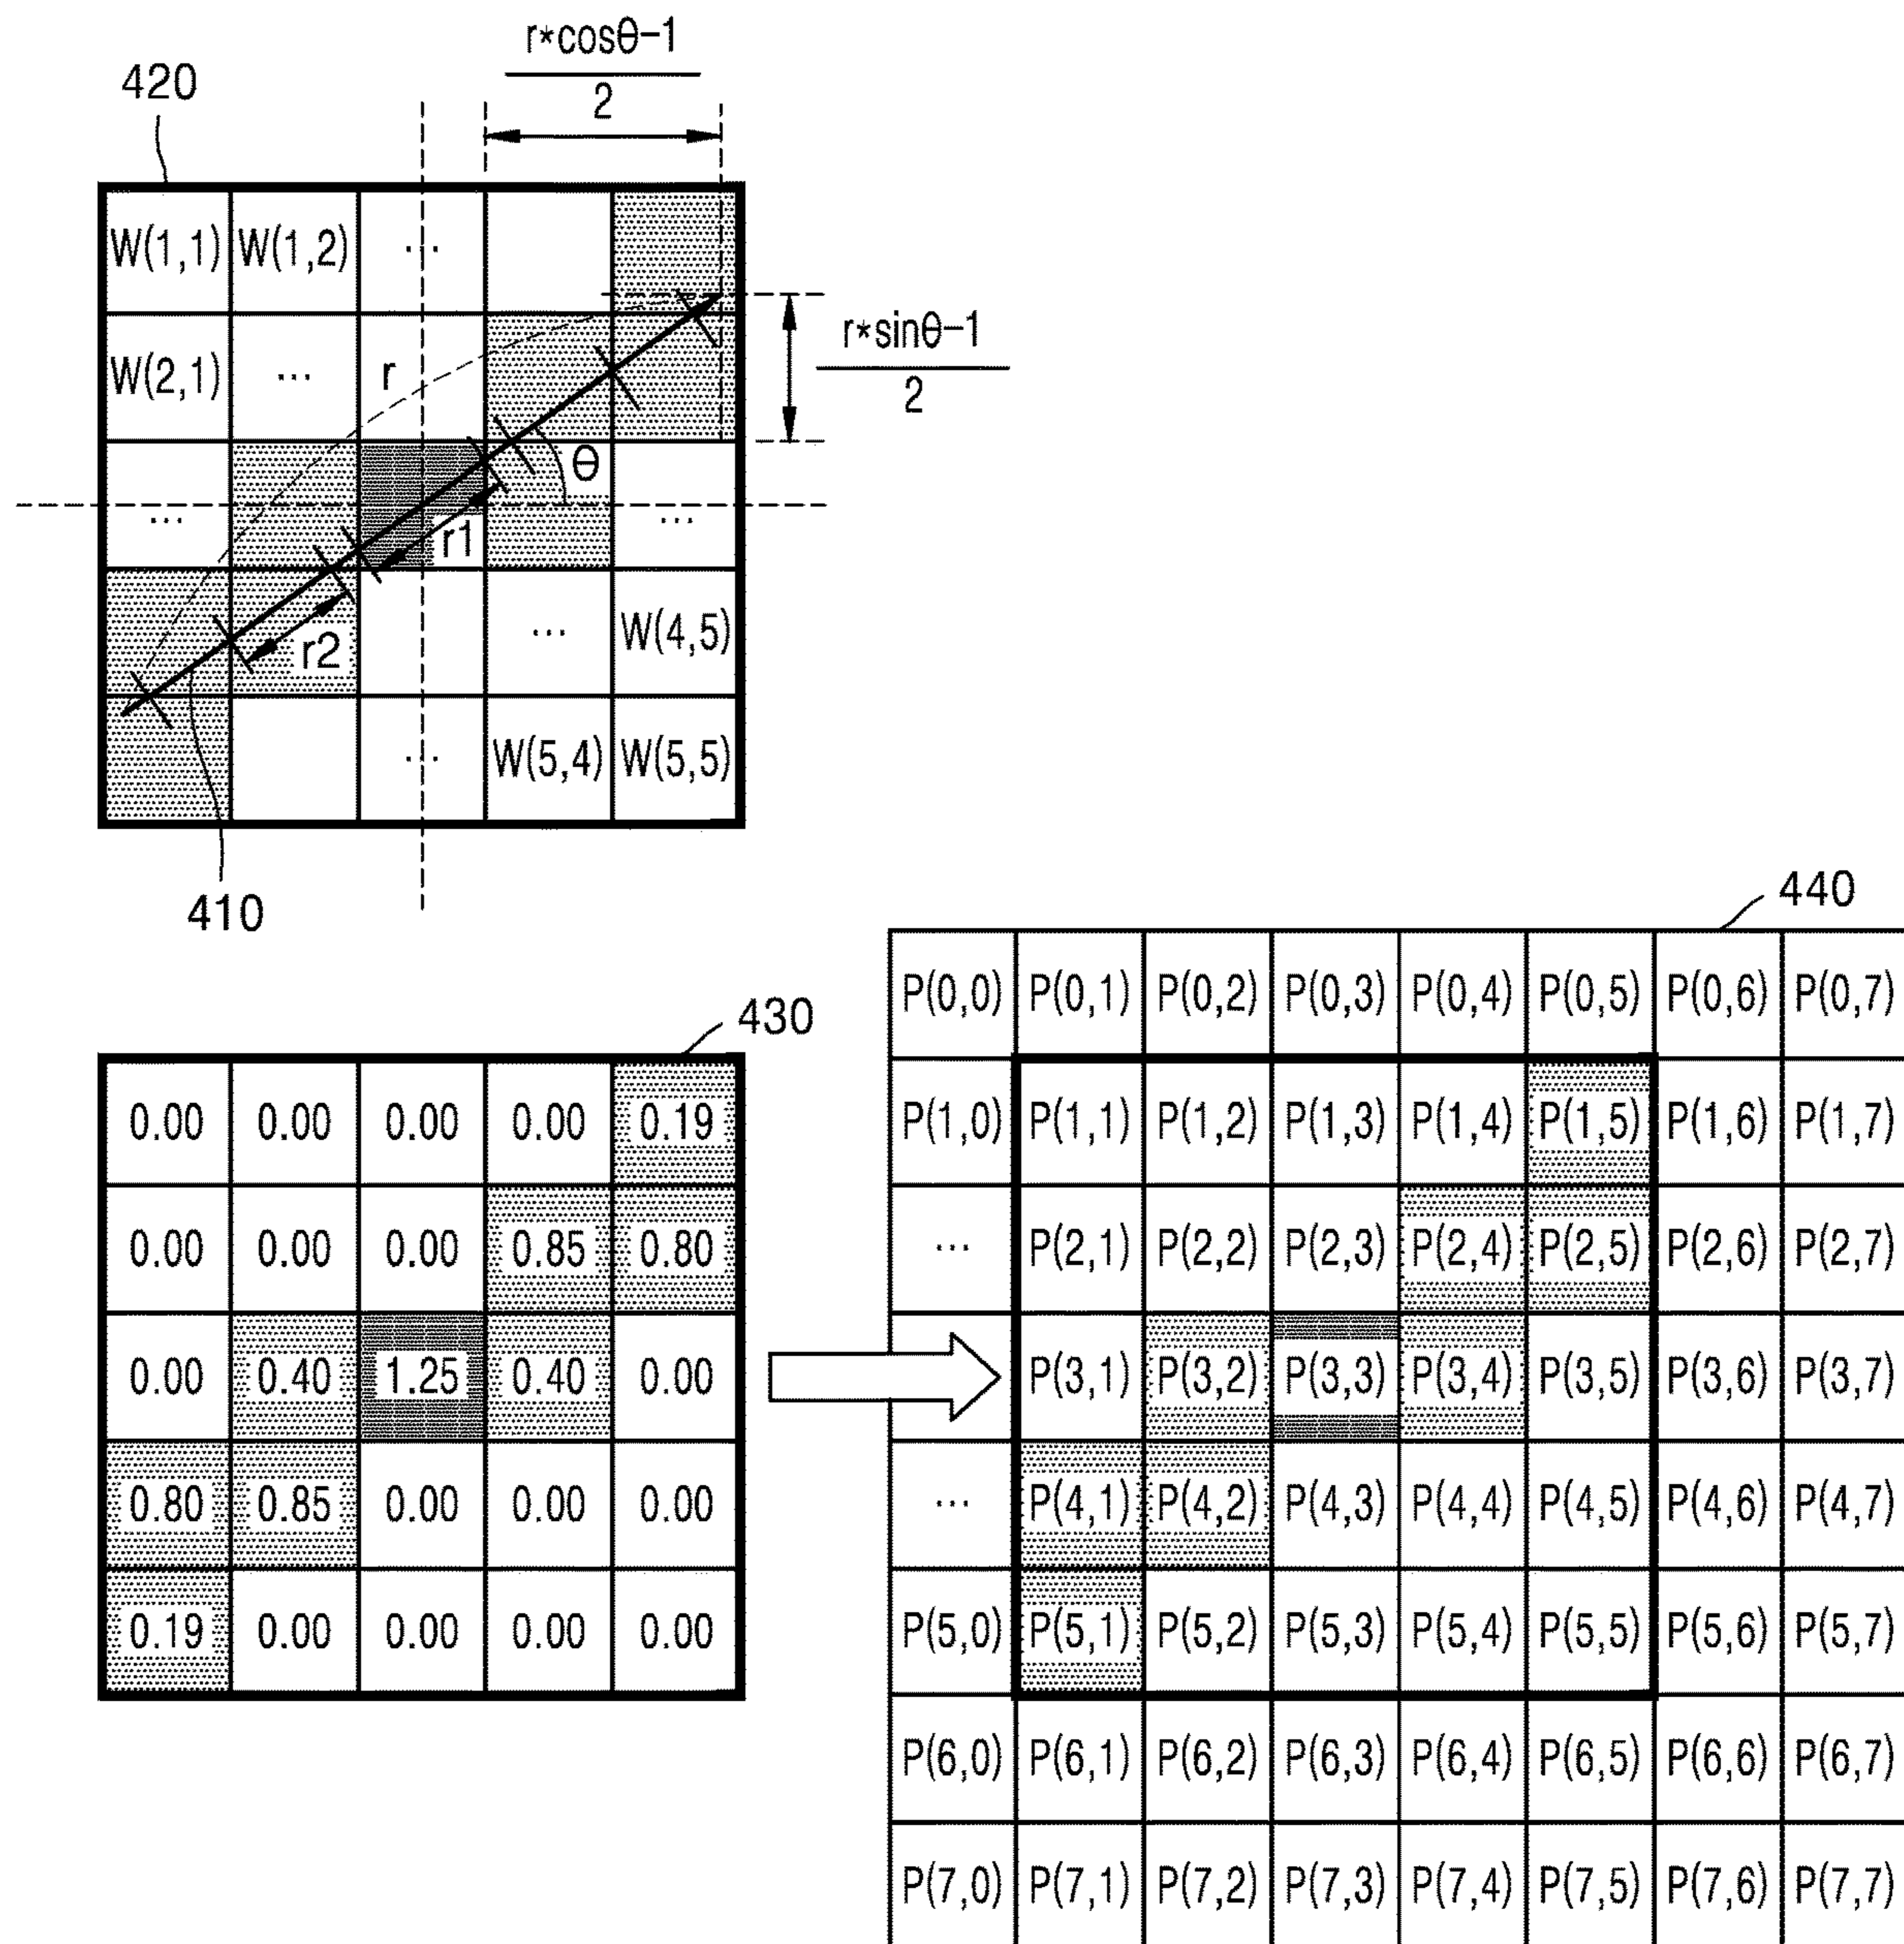 r*cosθ-1
2
420
W(1,1) W(1,2) ...
W(2,1) ... r
r*sinθ-1
2
θ
... r1 ...
r2 ... W(4,5)
... W(5,4) W(5,5)
410
440
430
0.00 0.00 0.00 0.00 0.19
0.00 0.00 0.00 0.85 0.80
0.00 0.40 1.25 0.40 0.00
0.80 0.85 0.00 0.00 0.00
0.19 0.00 0.00 0.00 0.00
P(0,0) P(0,1) P(0,2) P(0,3) P(0,4) P(0,5) P(0,6) P(0,7)
P(1,0) P(1,1) P(1,2) P(1,3) P(1,4) P(1,5) P(1,6) P(1,7)
... P(2,1) P(2,2) P(2,3) P(2,4) P(2,5) P(2,6) P(2,7)
P(3,1) P(3,2) P(3,3) P(3,4) P(3,5) P(3,6) P(3,7)
... P(4,1) P(4,2) P(4,3) P(4,4) P(4,5) P(4,6) P(4,7)
P(5,0) P(5,1) P(5,2) P(5,3) P(5,4) P(5,5) P(5,6) P(5,7)
P(6,0) P(6,1) P(6,2) P(6,3) P(6,4) P(6,5) P(6,6) P(6,7)
P(7,0) P(7,1) P(7,2) P(7,3) P(7,4) P(7,5) P(7,6) P(7,7)